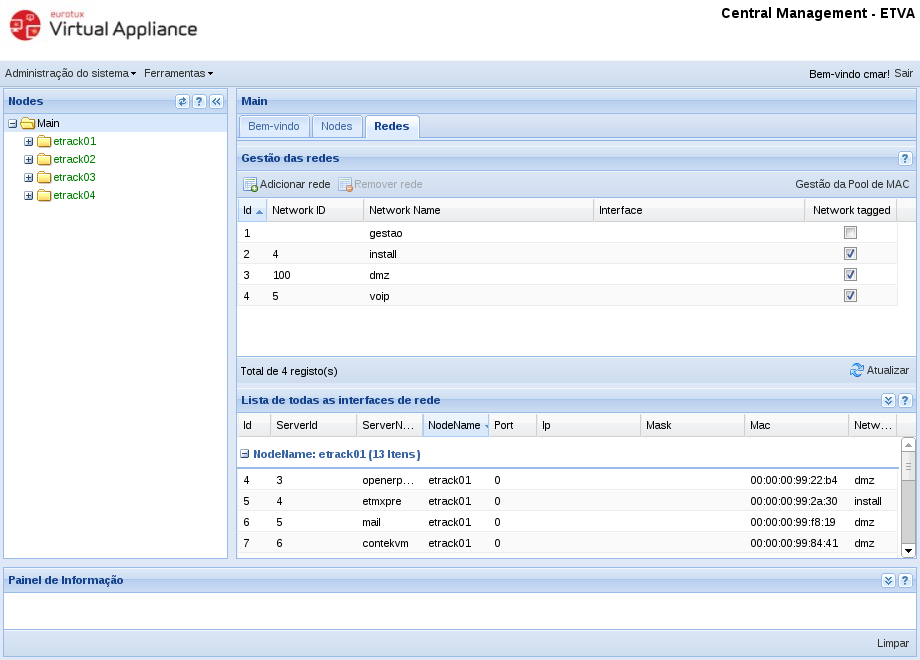 eurotux
Virtual Appliance
Central Management - ETVA
Administração do sistema Ferramentas
Bem-vindo cmar! Sair
Nodes
Main
etrack01
etrack02
etrack03
etrack04
Main
Bem-vindo Nodes Redes
Gestão das redes
Adicionar rede Remover rede Gestão da Pool de MAC
Id Network ID Network Name Interface Network tagged
1 gestao
2 4 install
3 100 dmz
4 5 voip
Total de 4 registo(s) Atualizar
Lista de todas as interfaces de rede
Id ServerId ServerN... NodeName Port Ip Mask Mac Netw...
NodeName: etrack01 (13 Itens)
4 3 openerp... etrack01 0 00:00:00:99:22:b4 dmz
5 4 etmxpre etrack01 0 00:00:00:99:2a:30 install
6 5 mail etrack01 0 00:00:00:99:f8:19 dmz
7 6 contekvm etrack01 0 00:00:00:99:84:41 dmz
Painel de Informação
Limpar